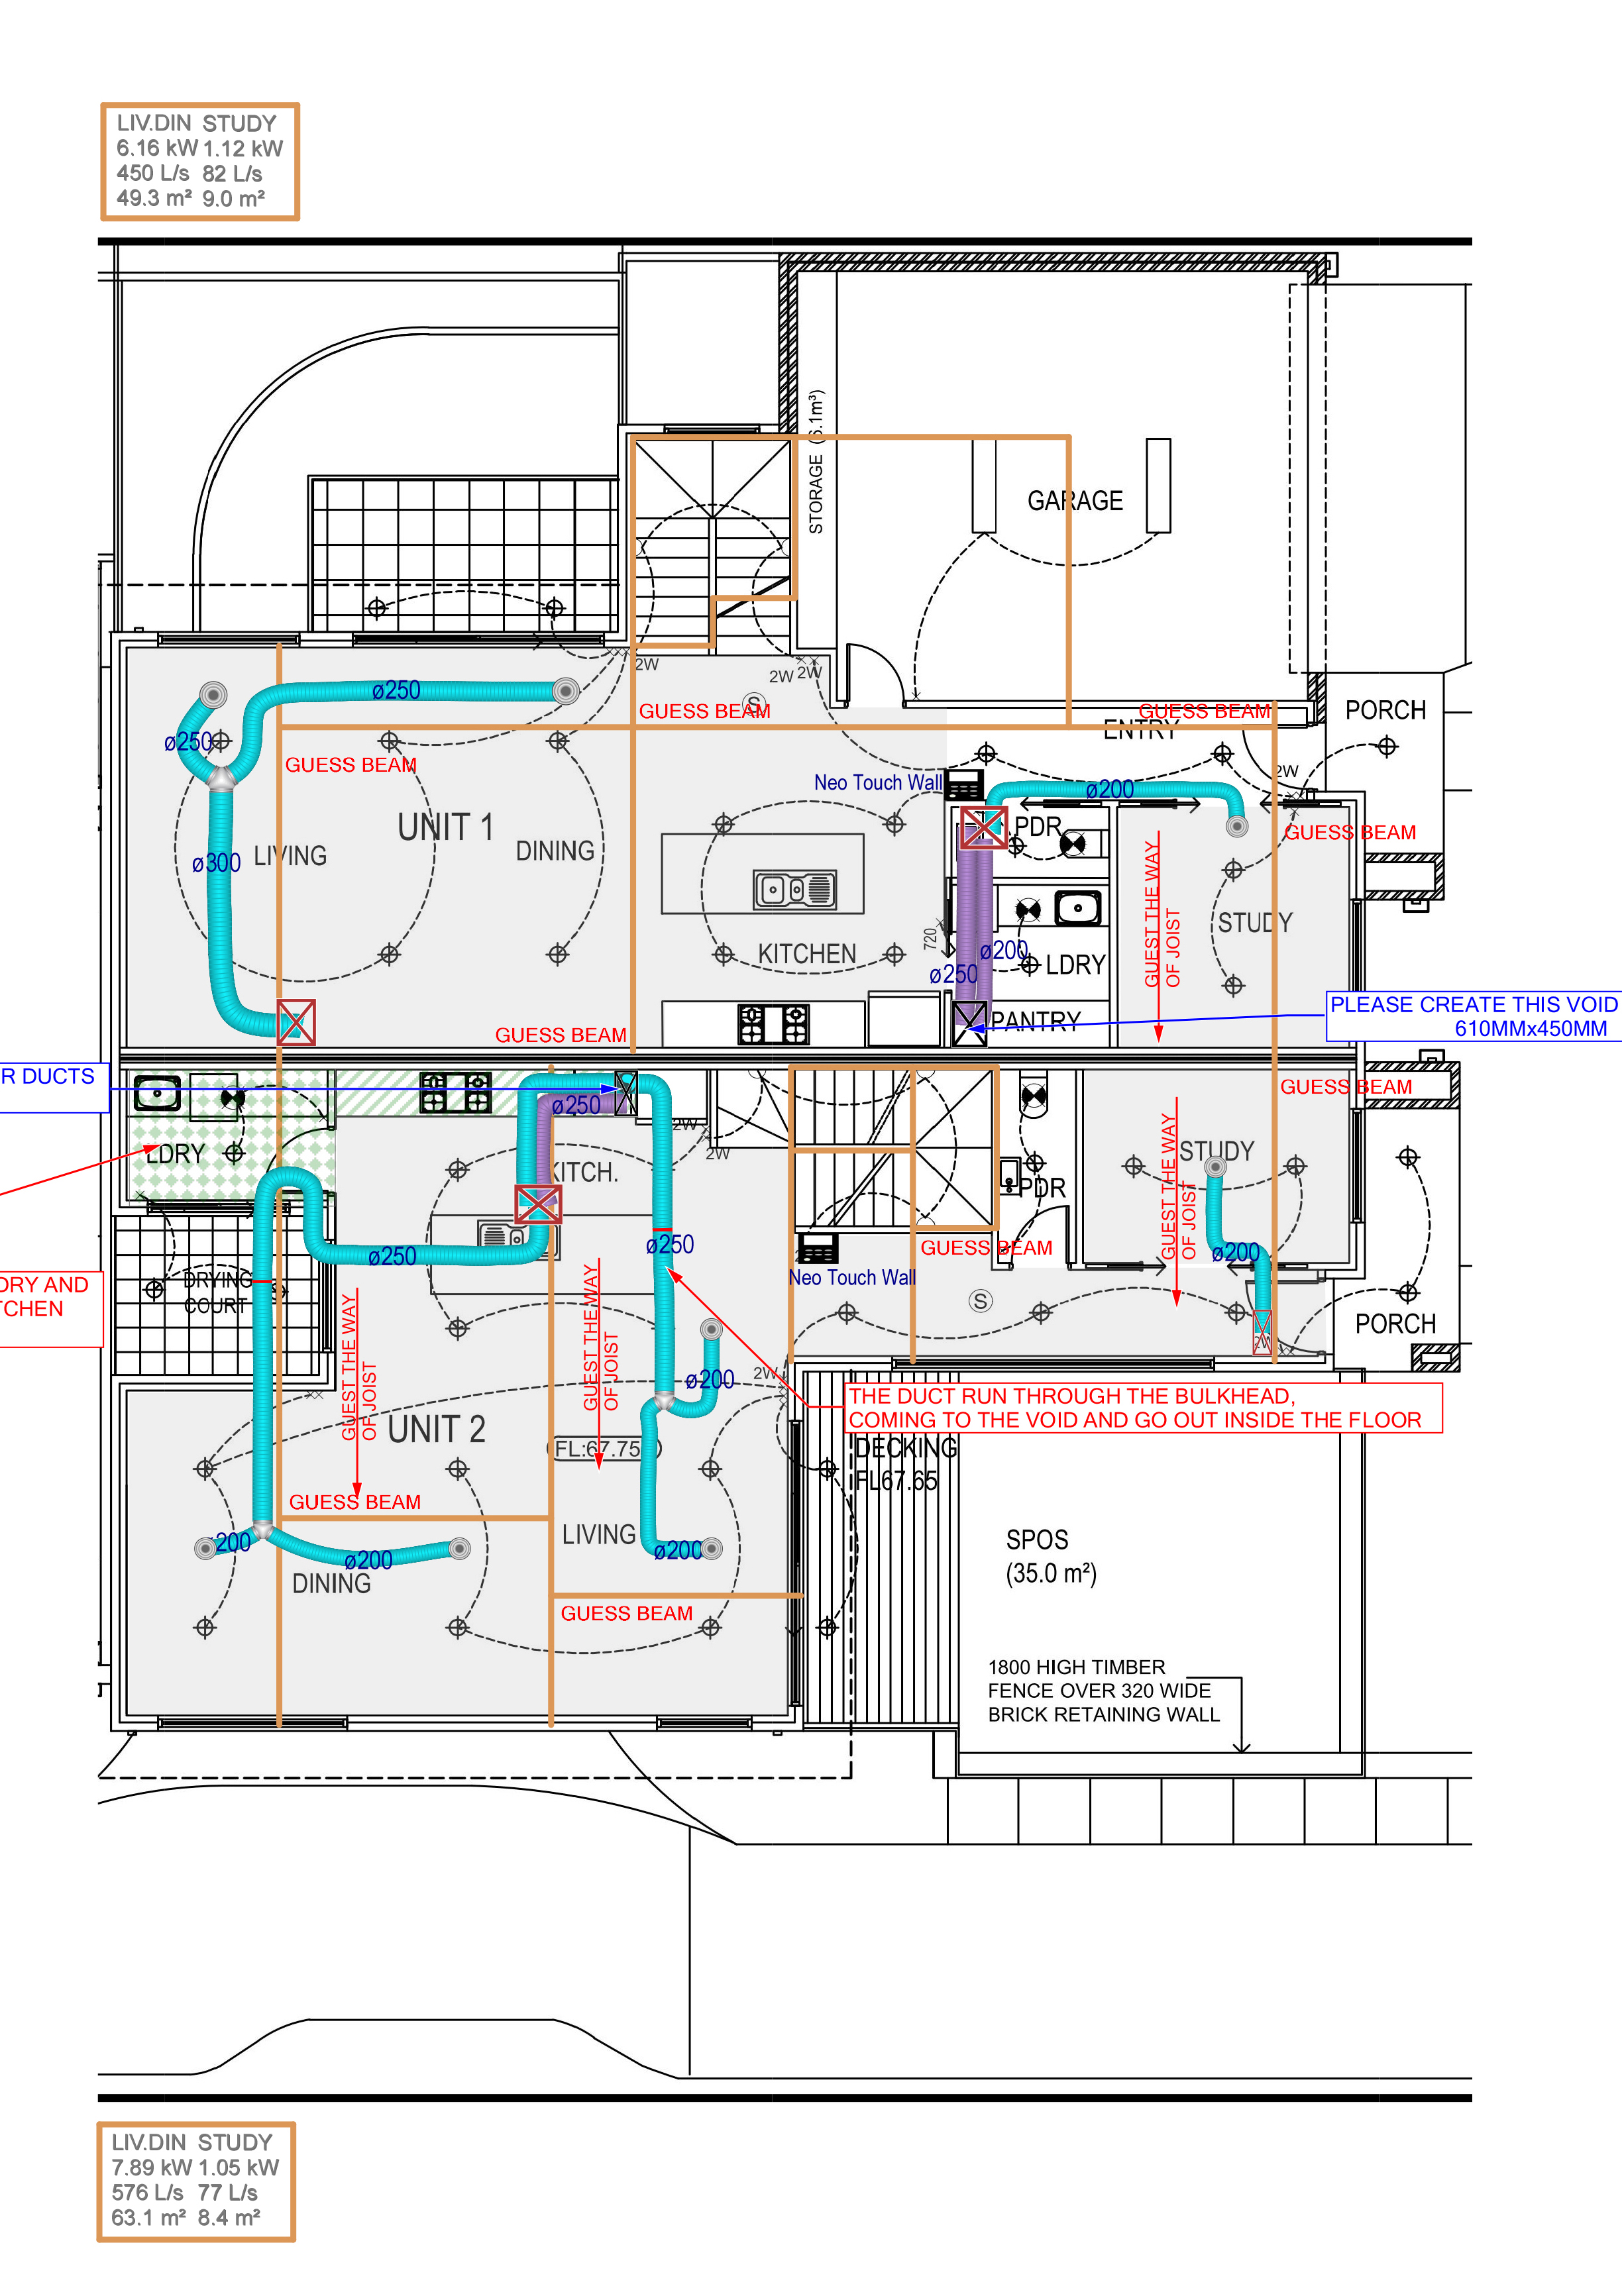 LIV.DIN STUDY
6.16 kW 1.12 kW
450 L/s 82 L/s
49.3 m² 9.0 m²
STORAGE (6.1m³)
GARAGE
2W
2W 2W
S
ø250
GUESS BEAM
GUESS BEAM
PORCH
ENTRY
ø250
GUESS BEAM
Neo Touch Wall
2W
ø200
UNIT 1
PDR
GUESS BEAM
LIVING
DINING
ø300
GUEST THE WAY
OF JOIST
STUDY
KITCHEN
720
ø200
LDRY
ø250
PLEASE CREATE THIS VOID
610MMx450MM
PANTRY
GUESS BEAM
R DUCTS
GUESS BEAM
ø250
2W
2W
LDRY
KITCH.
STUDY
GUEST THE WAY
OF JOIST
PDR
ø250
ø250
GUESS BEAM
ø200
DRY AND
TCHEN
DRYING
COURT
Neo Touch Wall
S
PORCH
2W
GUEST THE WAY
OF JOIST
GUEST THE WAY
OF JOIST
2W
ø200
THE DUCT RUN THROUGH THE BULKHEAD,
COMING TO THE VOID AND GO OUT INSIDE THE FLOOR
UNIT 2
FL:67.75
DECKING
FL67.65
GUESS BEAM
LIVING
ø200
ø200
ø200
DINING
SPOS
(35.0 m²)
GUESS BEAM
1800 HIGH TIMBER
FENCE OVER 320 WIDE
BRICK RETAINING WALL
LIV.DIN STUDY
7.89 kW 1.05 kW
576 L/s 77 L/s
63.1 m² 8.4 m²